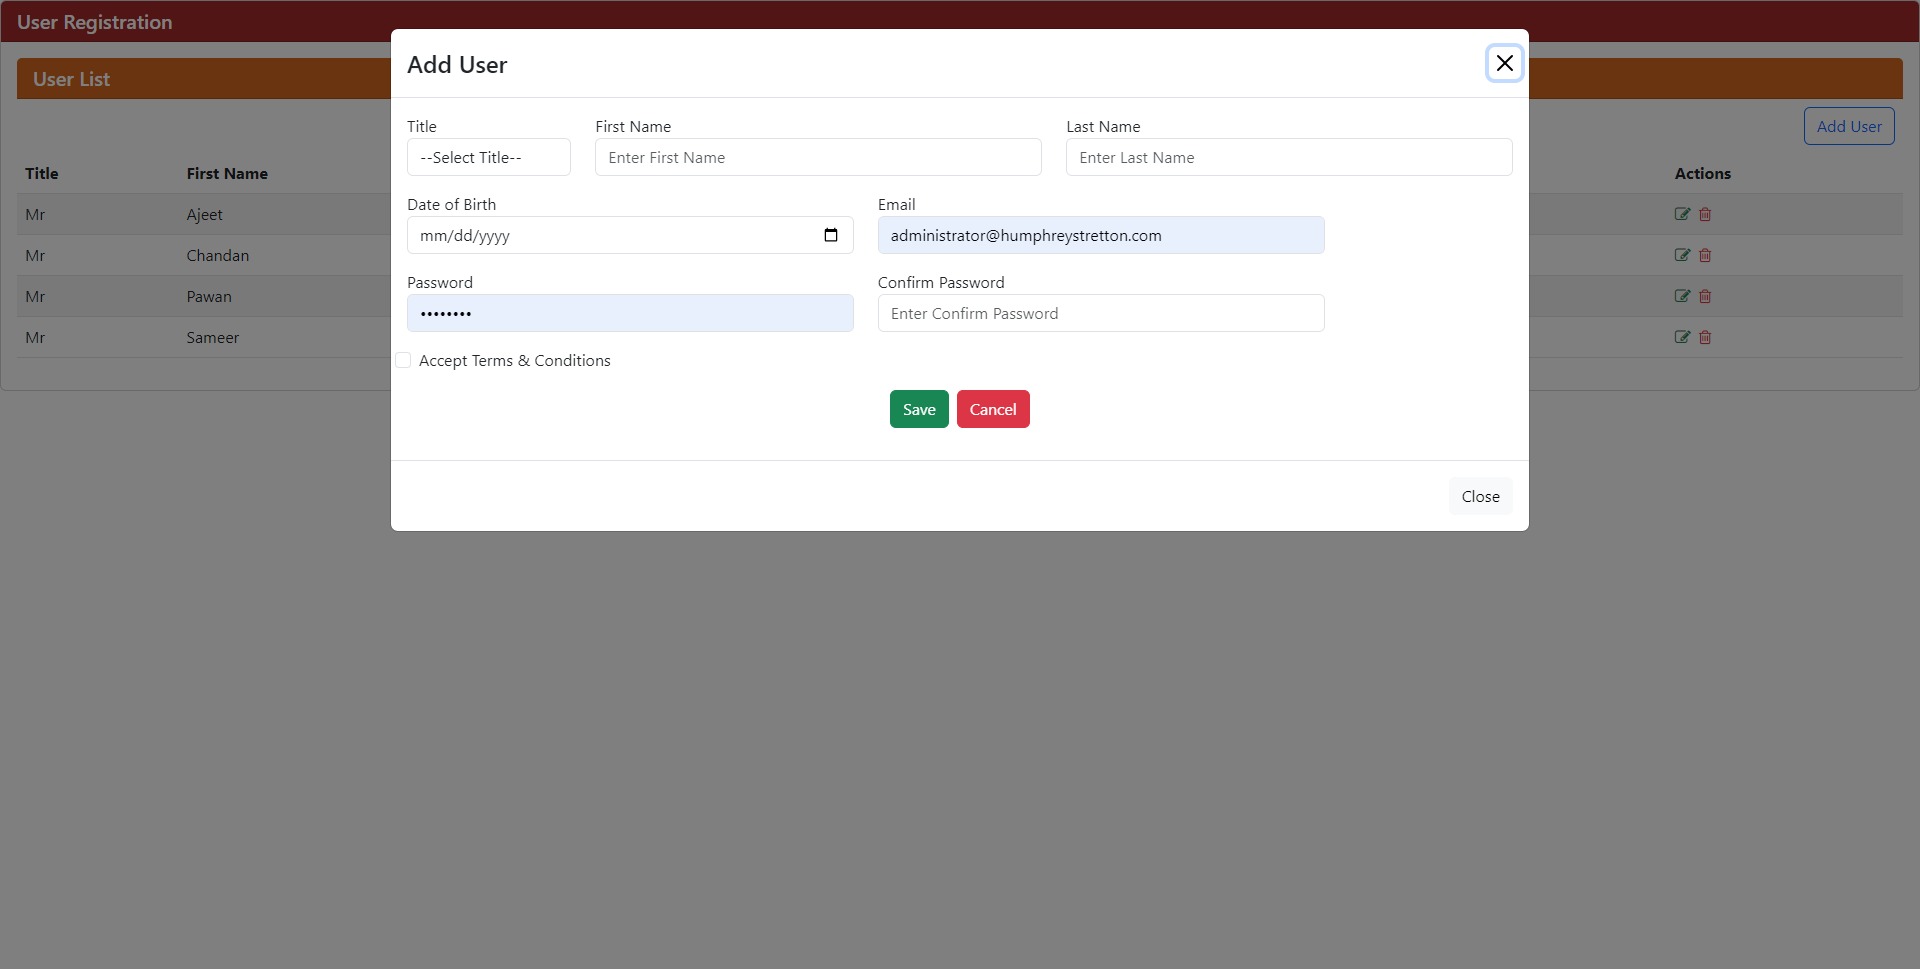 User Registration
Add User
User List
Add User
Title First Name Last Name
--Select Title-- Enter First Name Enter Last Name
Title First Name Actions
Date of Birth Email
Mr Ajeet
mm/dd/yyyy administrator@humphreystretton.com
Mr Chandan
Password Confirm Password
Mr Pawan
•••••••• Enter Confirm Password
Mr Sameer
Accept Terms & Conditions
Save Cancel
Close